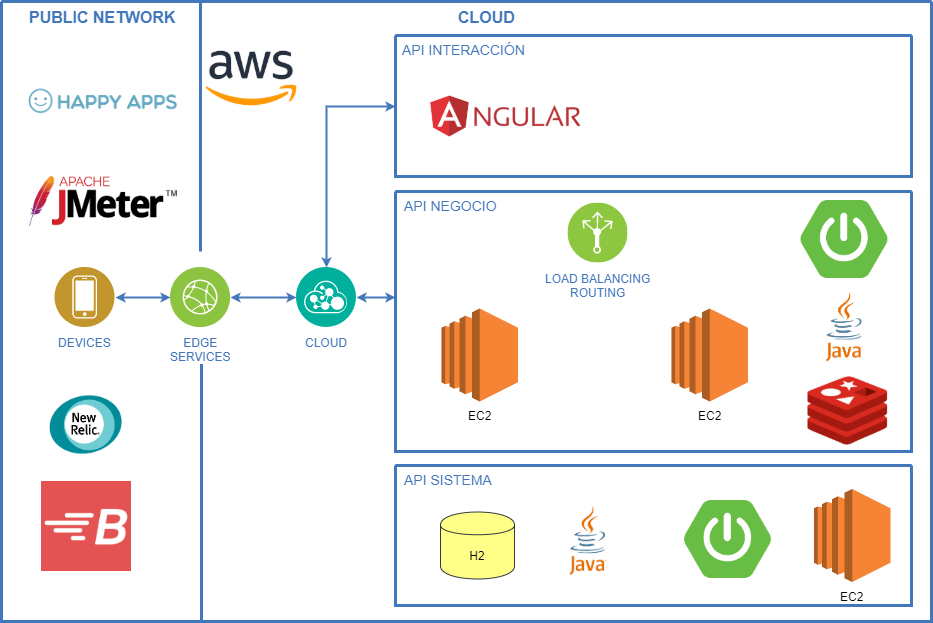 PUBLIC NETWORK
CLOUD
aws
API INTERACCIÓN
HAPPY APPS
ANGULAR
APACHE
JMeter™
API NEGOCIO
LOAD BALANCING
ROUTING
DEVICES
EDGE
SERVICES
CLOUD
Java
EC2
EC2
New
Relic.
API SISTEMA
B
H2
Java
EC2